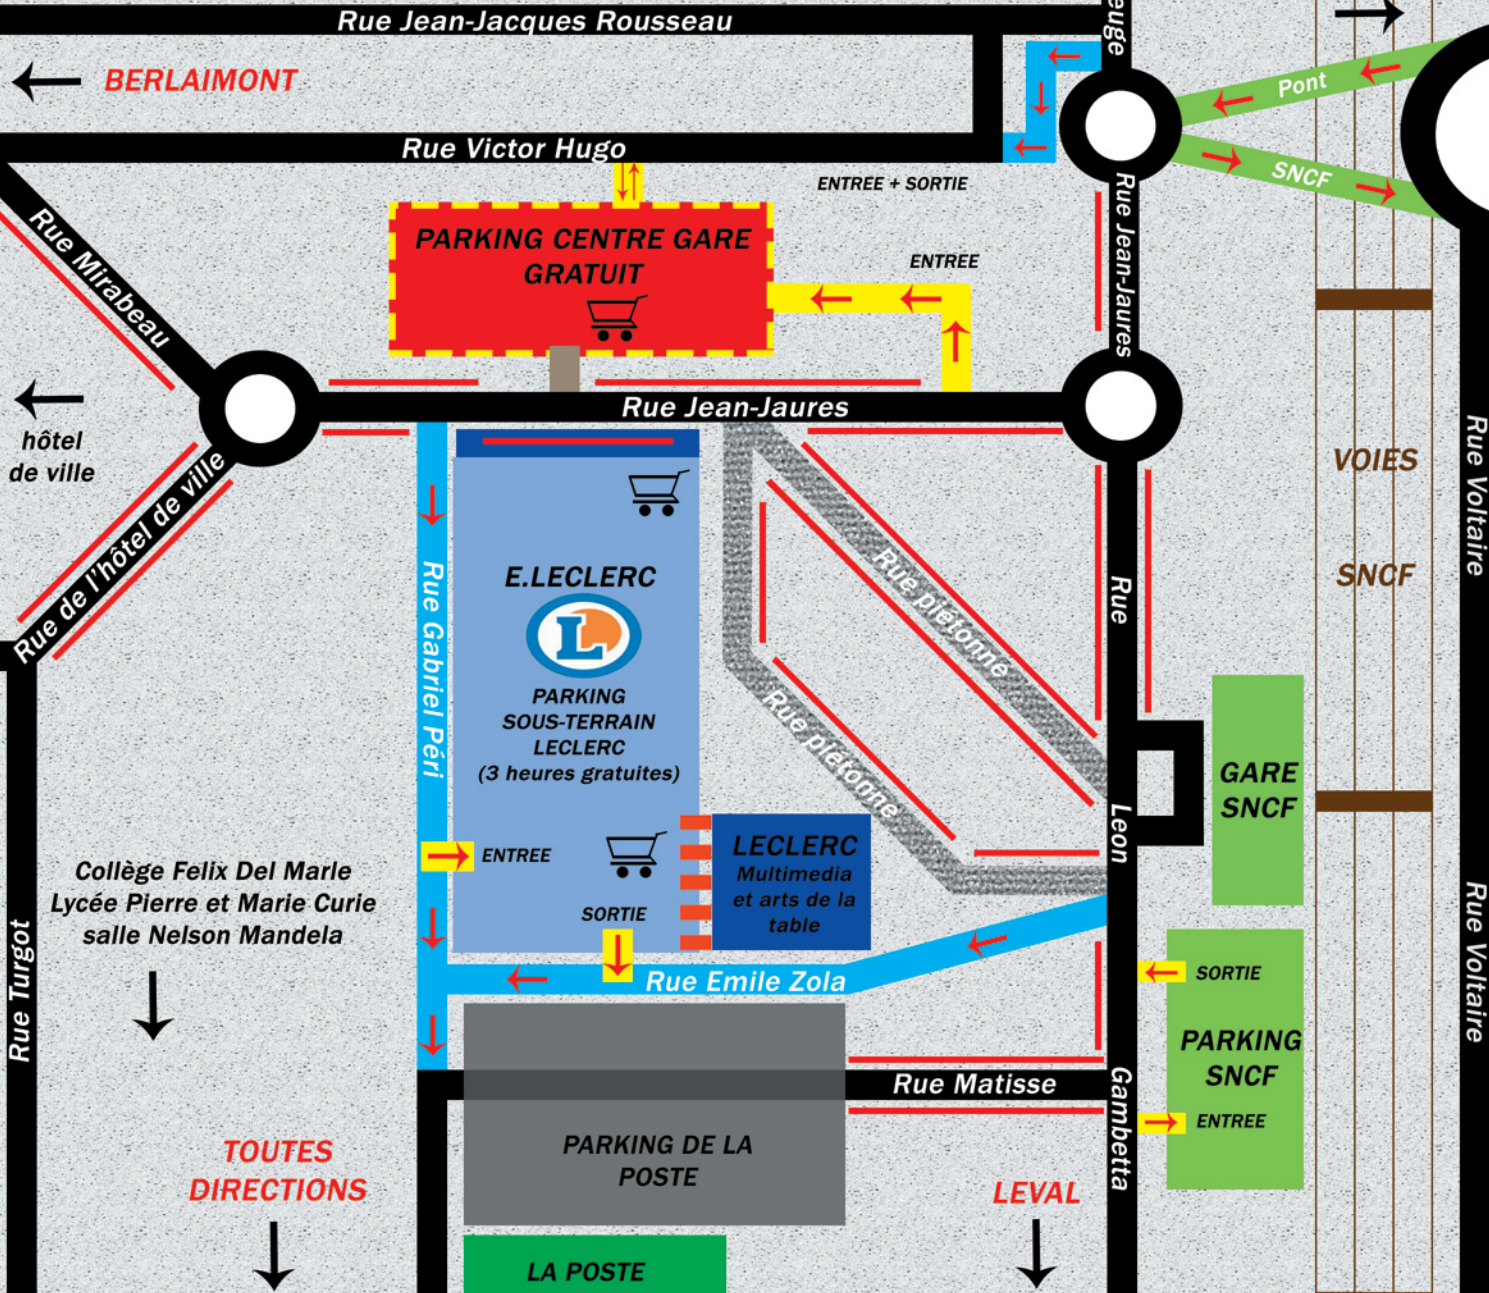 Rue Jean-Jacques Rousseau
euge
BERLAIMONT
Pont
Rue Victor Hugo
SNCF
ENTREE + SORTIE
Rue Mirabeau
Rue Jean-Jaures
PARKING CENTRE GARE
GRATUIT
ENTREE
Rue Jean-Jaures
hôtel
de ville
Rue de l'hôtel de ville
VOIES
SNCF
Rue Voltaire
Rue Gabriel Péri
E.LECLERC
L
PARKING
SOUS-TERRAIN
LECLERC
(3 heures gratuites)
Rue piétonne
Rue piétonne
Rue
Leon
Gambetta
GARE
SNCF
ENTREE
SORTIE
LECLERC
Multimedia
et arts de la
table
Collège Felix Del Marle
Lycée Pierre et Marie Curie
salle Nelson Mandela
Rue Turgot
Rue Emile Zola
SORTIE
PARKING
SNCF
ENTREE
Rue Voltaire
Rue Matisse
TOUTES
DIRECTIONS
PARKING DE LA
POSTE
LEVAL
LA POSTE